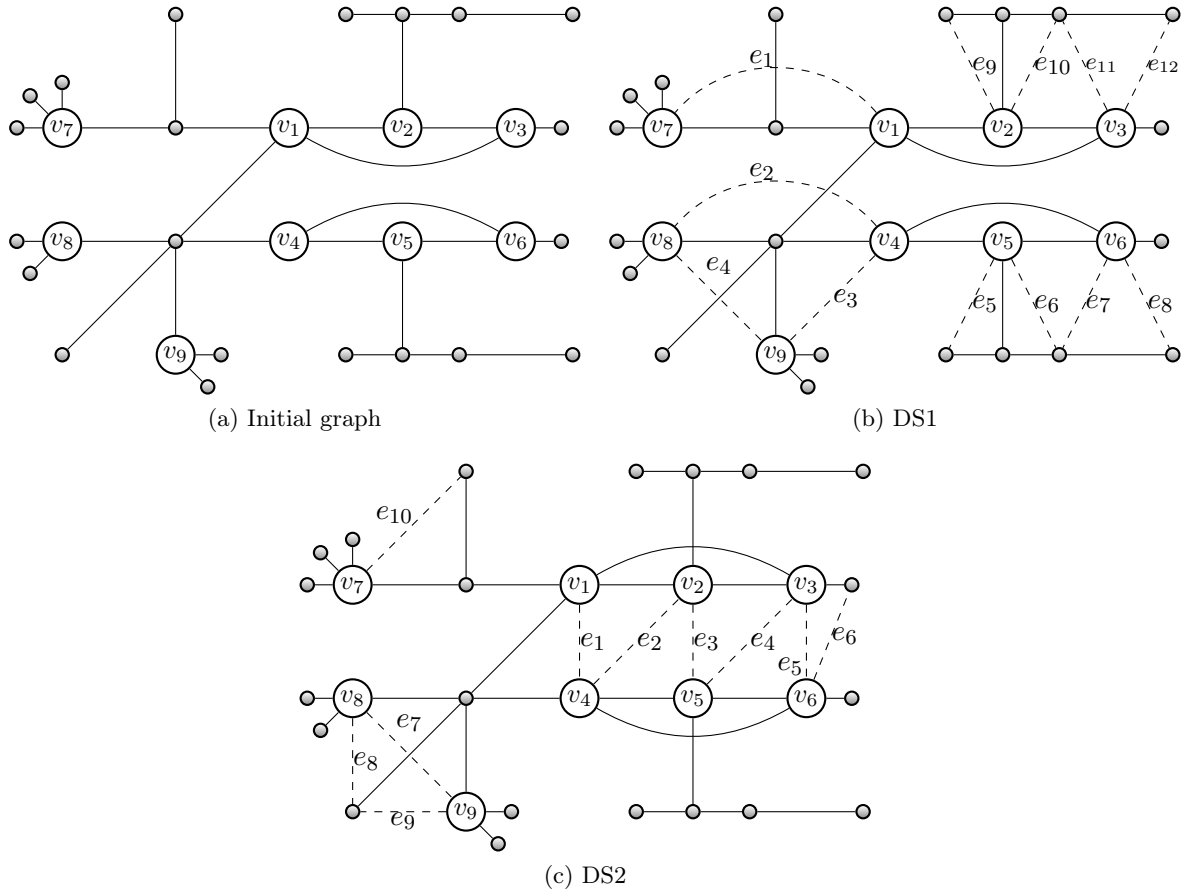 e₁
e₉ e₁₀ e₁₁ e₁₂
v₇ v₁ v₂ v₃
v₇ v₁ v₂ v₃
e₂
v₈ v₄ v₅ v₆
v₈ v₄ v₅ v₆
e₄ e₃ e₅ e₆ e₇ e₈
v₉
v₉
(a) Initial graph
(b) DS1
e₁₀
v₇ v₁ v₂ v₃
e₁ e₂ e₃ e₄ e₅ e₆
v₈ v₄ v₅ v₆
e₇
e₈
e₉ v₉
(c) DS2